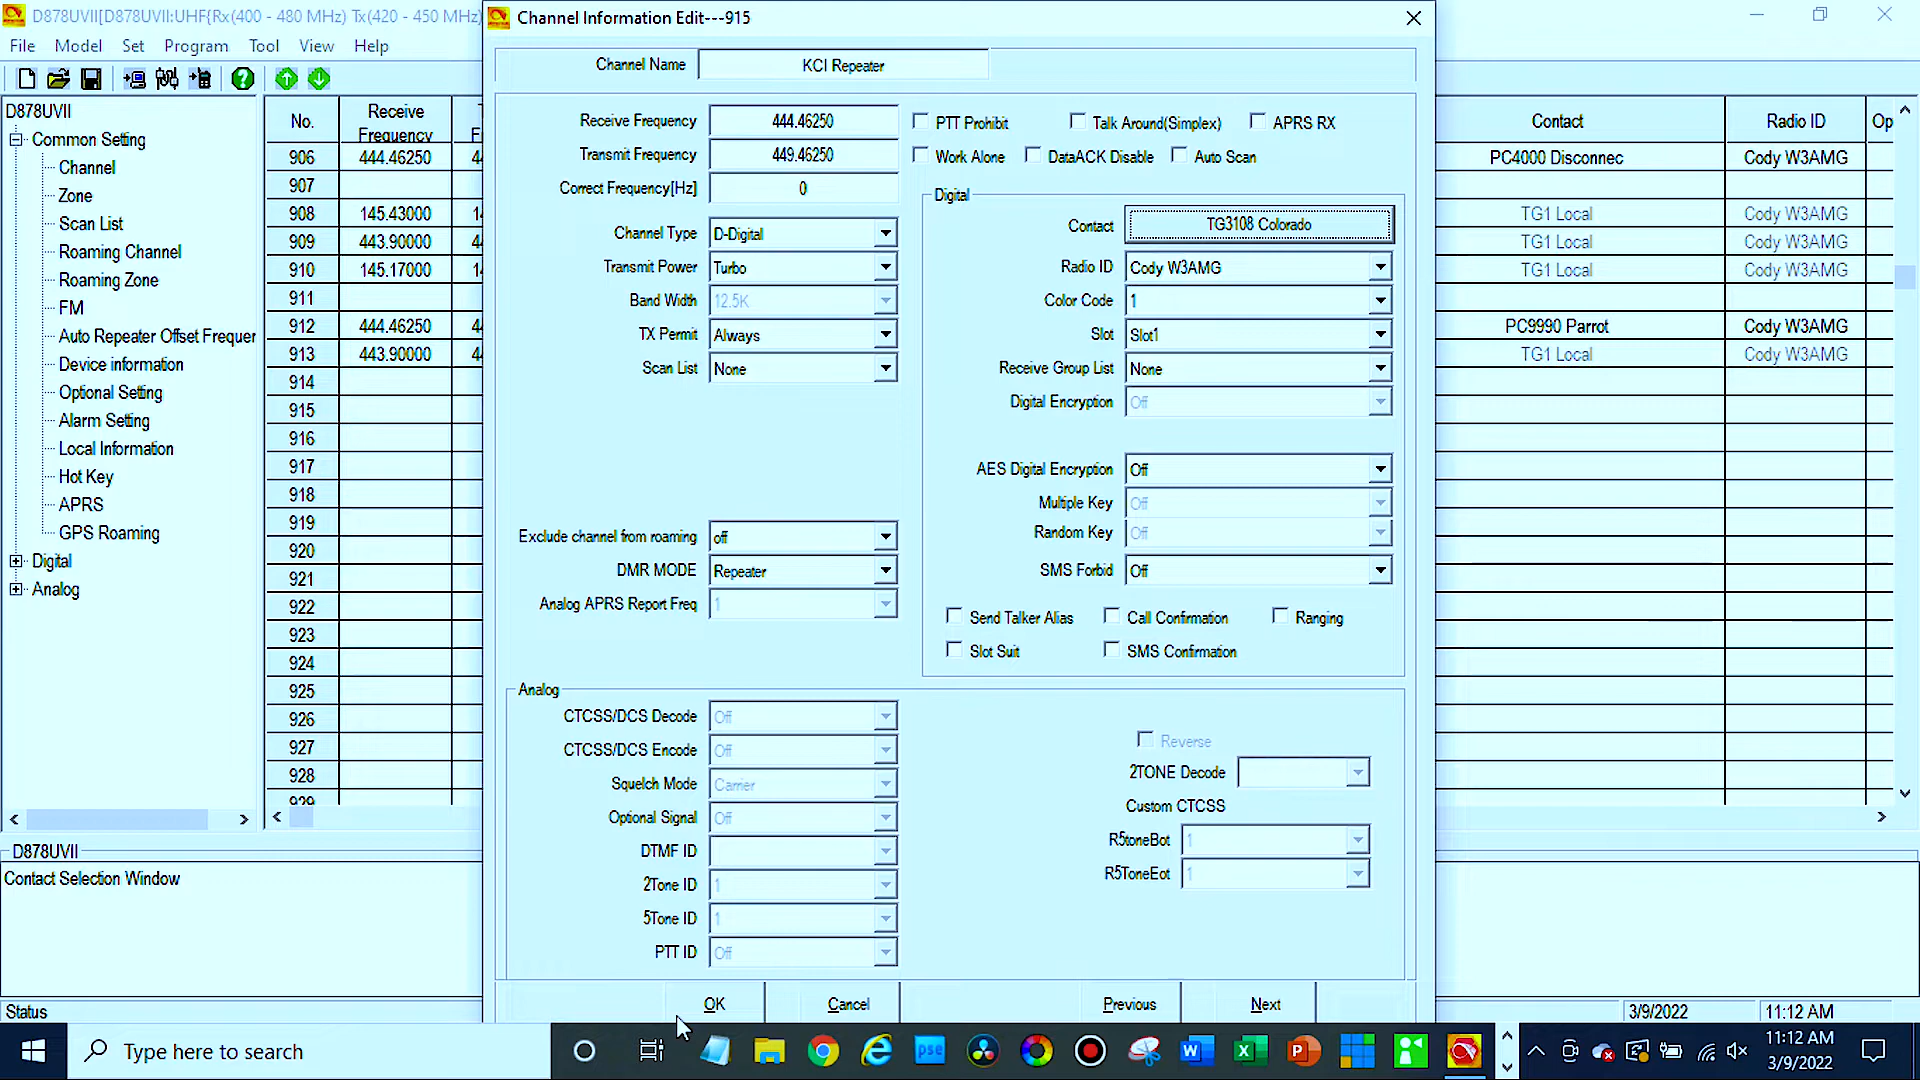 D878UVII[D878UVII:UHF{Rx(400 - 480 MHz) Tx(420 - 450 MHz)
File Model Set Program Tool View Help
D878UVII
Common Setting
Channel
Zone
Scan List
Roaming Channel
Roaming Zone
FM
Auto Repeater Offset Frequer
Device information
Optional Setting
Alarm Setting
Local Information
Hot Key
APRS
GPS Roaming
Digital
Analog
No. Receive Frequency
906 444.46250
907
908 145.43000
909 443.90000
910 145.17000
911
912 444.46250
913 443.90000
914
915
916
917
918
919
920
921
922
923
924
925
926
927
928
929
Channel Information Edit---915
Channel Name KCI Repeater
Receive Frequency 444.46250
Transmit Frequency 449.46250
Correct Frequency[Hz] 0
Channel Type D-Digital
Transmit Power Turbo
Band Width 12.5K
TX Permit Always
Scan List None
Exclude channel from roaming off
DMR MODE Repeater
Analog APRS Report Freq 1
PTT Prohibit Talk Around(Simplex) APRS RX
Work Alone DataACK Disable Auto Scan
Digital
Contact TG3108 Colorado
Radio ID Cody W3AMG
Color Code 1
Slot Slot1
Receive Group List None
Digital Encryption Off
AES Digital Encryption Off
Multiple Key Off
Random Key Off
SMS Forbid Off
Send Talker Alias Call Confirmation Ranging
Slot Suit SMS Confirmation
Analog
CTCSS/DCS Decode Off
CTCSS/DCS Encode Off
Squelch Mode Carrier
Optional Signal Off
DTMF ID
2Tone ID 1
5Tone ID 1
PTT ID Off
Reverse
2TONE Decode
Custom CTCSS
R5toneBot 1
R5ToneEot 1
OK Cancel Previous Next
Contact Radio ID Op
PC4000 Disconnec Cody W3AMG
TG1 Local Cody W3AMG
TG1 Local Cody W3AMG
TG1 Local Cody W3AMG
PC9990 Parrot Cody W3AMG
TG1 Local Cody W3AMG
D878UVII
Contact Selection Window
Status 3/9/2022 11:12 AM
Type here to search
pse
11:12 AM
3/9/2022